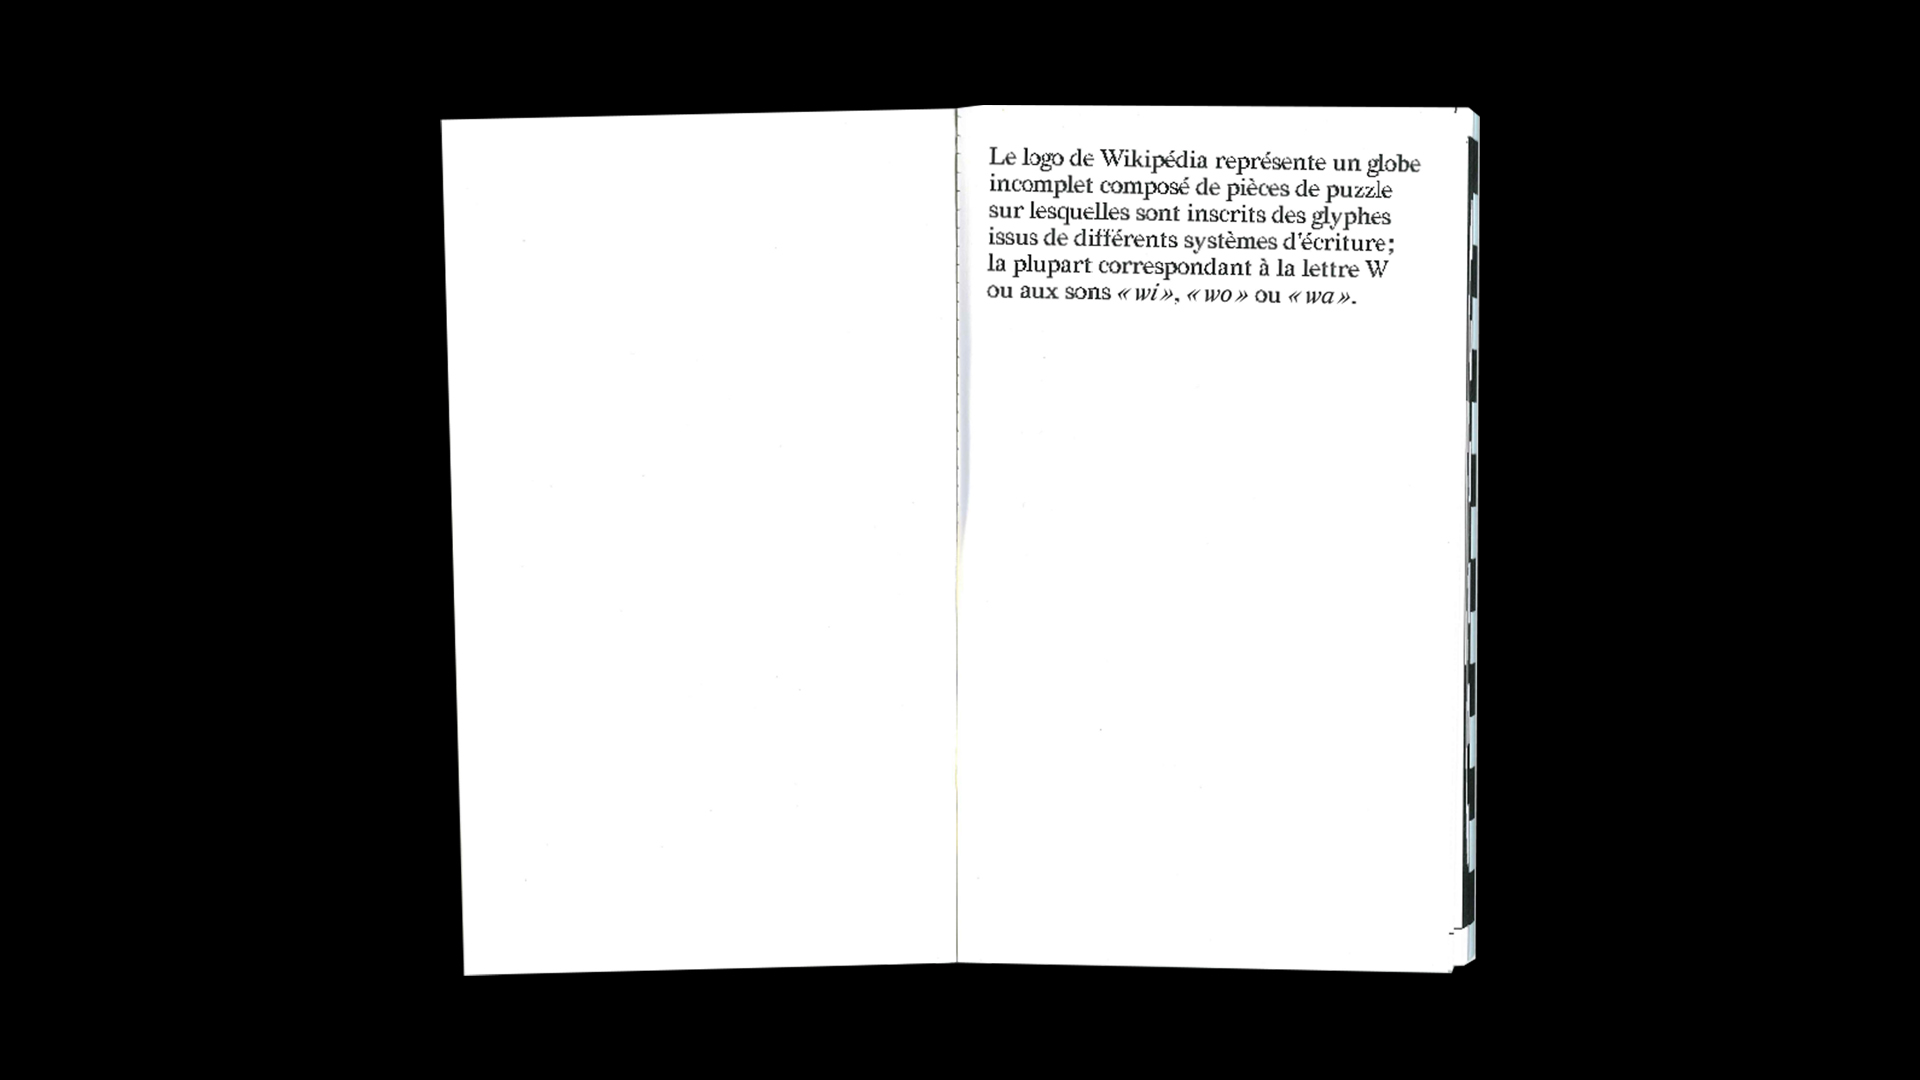 Le logo de Wikipédia représente un globe
incomplet composé de pièces de puzzle
sur lesquelles sont inscrits des glyphes
issus de différents systèmes d'écriture;
la plupart correspondant à la lettre W
ou aux sons « wi », « wo » ou « wa ».